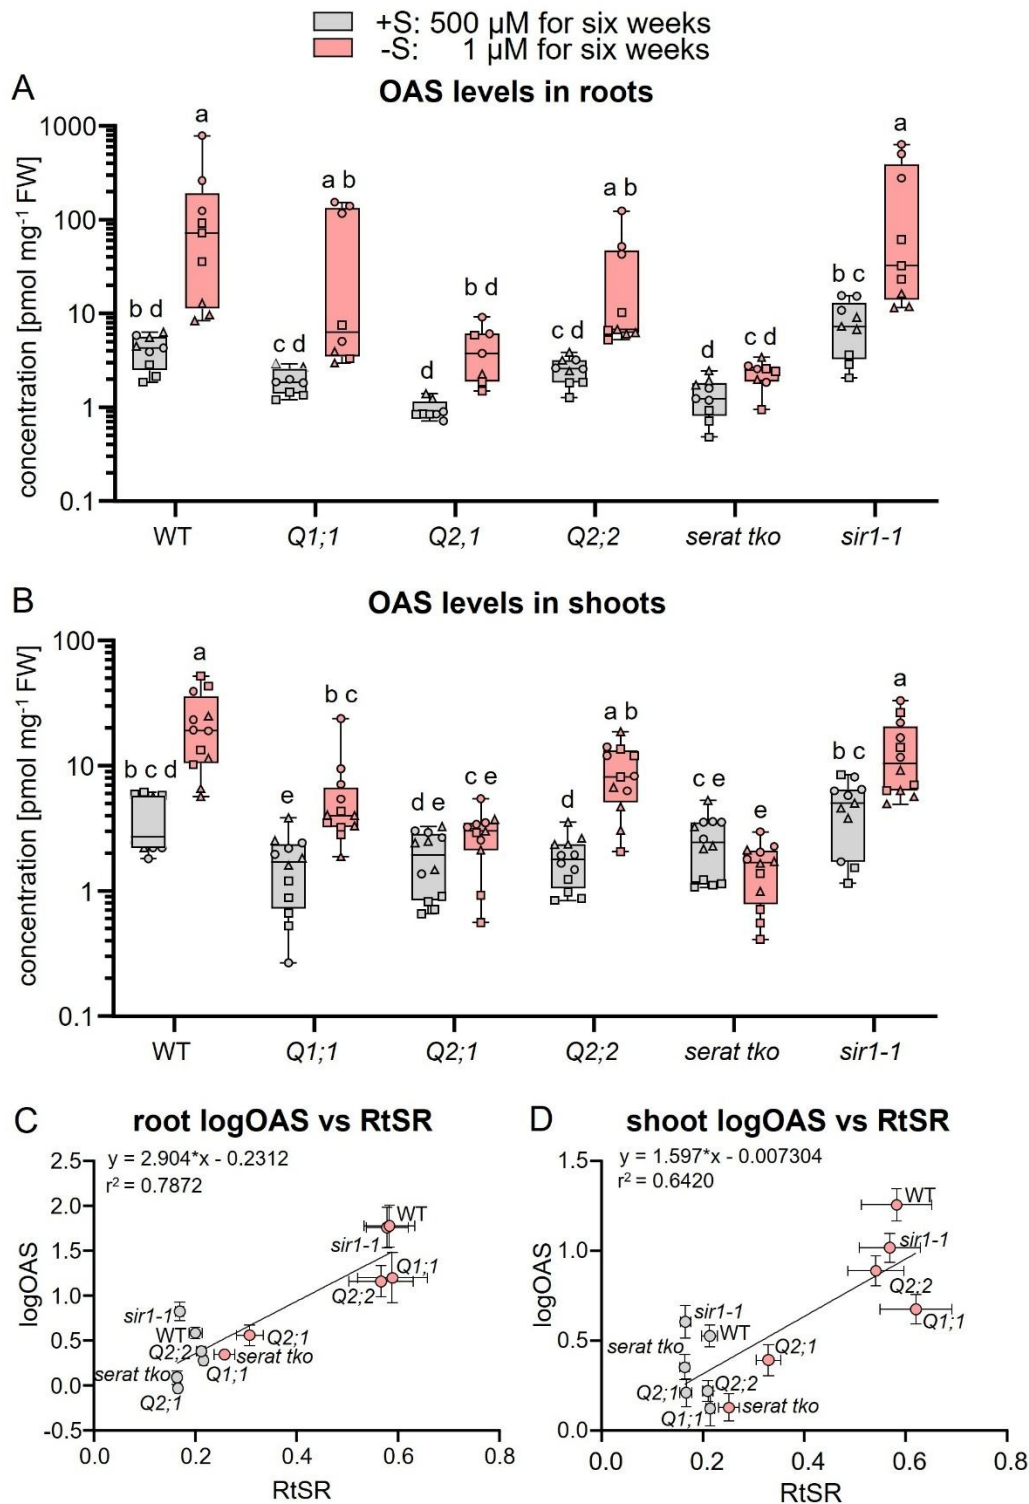 +S: 500 µM for six weeks
-S: 1 µM for six weeks
A
OAS levels in roots
concentration [pmol mg⁻¹ FW]
1000
100
10
1
0.1
b d
a
c d
a b
d
b d
c d
a b
d
c d
b c
a
WT
Q1;1
Q2,1
Q2;2
serat tko
sir1-1
B
OAS levels in shoots
concentration [pmol mg⁻¹ FW]
100
10
1
0.1
b c d
a
e
b c
d e
c e
d
a b
c e
e
b c
a
WT
Q1;1
Q2;1
Q2;2
serat tko
sir1-1
C
root logOAS vs RtSR
y = 2.904*x - 0.2312
r² = 0.7872
logOAS
2.5
2.0
1.5
1.0
0.5
0.0
-0.5
WT
sir1-1
Q1;1
Q2;2
sir1-1
WT
Q2;1
Q2;2
serat tko
Q1;1
serat tko
Q2;1
0.0
0.2
0.4
0.6
0.8
RtSR
D
shoot logOAS vs RtSR
y = 1.597*x - 0.007304
r² = 0.6420
logOAS
1.5
1.0
0.5
0.0
WT
sir1-1
Q2;2
Q1;1
sir1-1
WT
serat tko
Q2;1
Q2;1
Q2;2
Q1;1
serat tko
0.0
0.2
0.4
0.6
0.8
RtSR